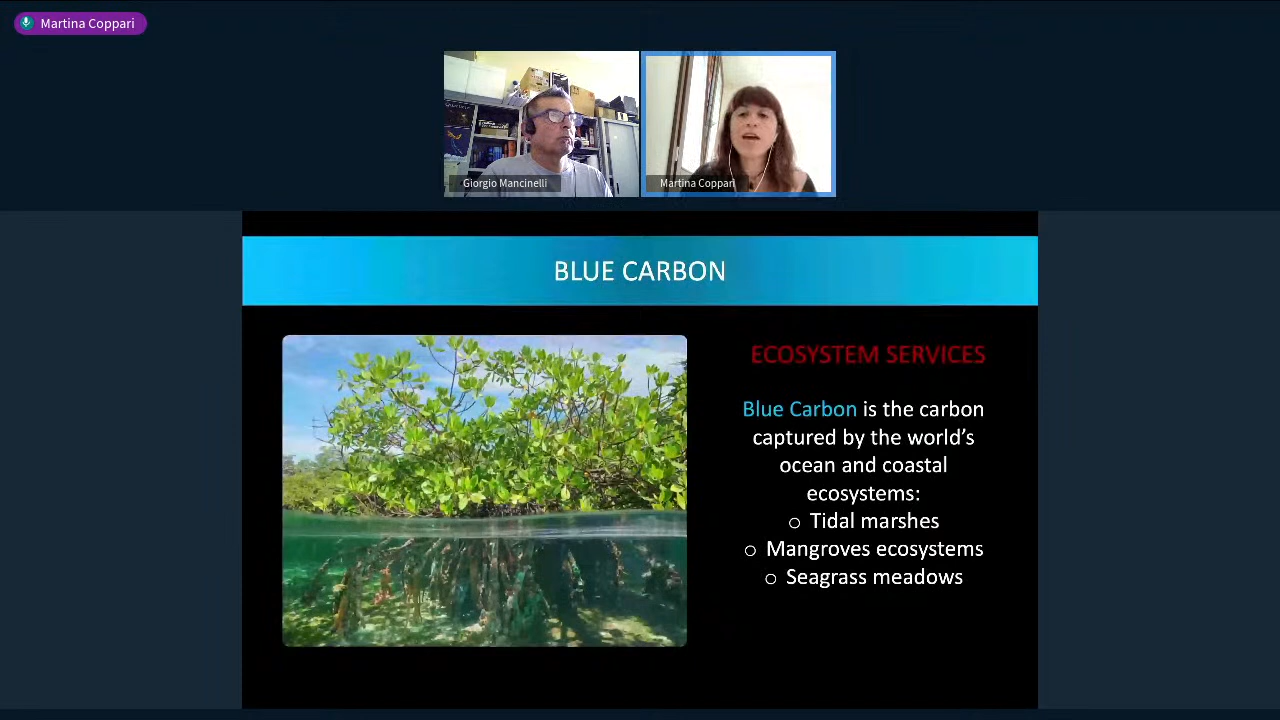 Martina Coppari
Giorgio Mancinelli
Martina Coppari
BLUE CARBON
ECOSYSTEM SERVICES
Blue Carbon is the carbon
captured by the world’s
ocean and coastal
ecosystems:
o Tidal marshes
o Mangroves ecosystems
o Seagrass meadows